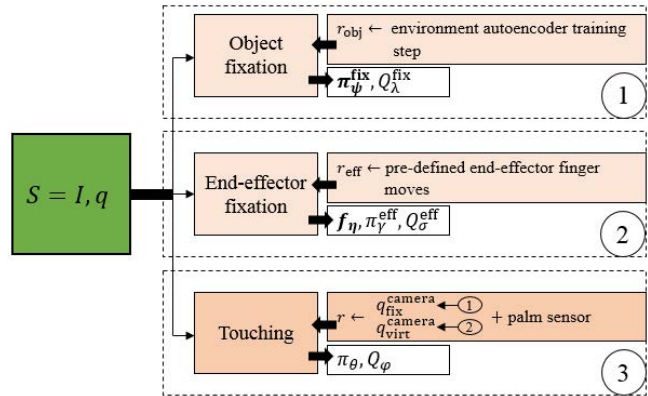 r_obj ← environment autoencoder training
step
Object
fixation
π_ψ^fix, Q_λ^fix
1
S = I, q
r_eff ← pre-defined end-effector finger
moves
End-effector
fixation
f_η, π_γ^eff, Q_σ^eff
2
r ← q_fix^camera ← 1
q_virt^camera ← 2
+ palm sensor
Touching
π_θ, Q_φ
3